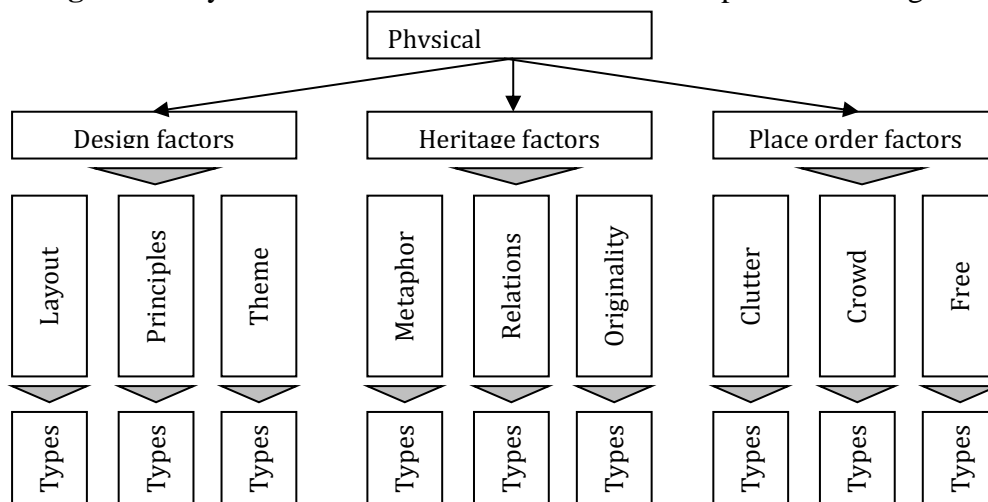 Physical
Design factors
Heritage factors
Place order factors
Layout
Principles
Theme
Metaphor
Relations
Originality
Clutter
Crowd
Free
Types
Types
Types
Types
Types
Types
Types
Types
Types